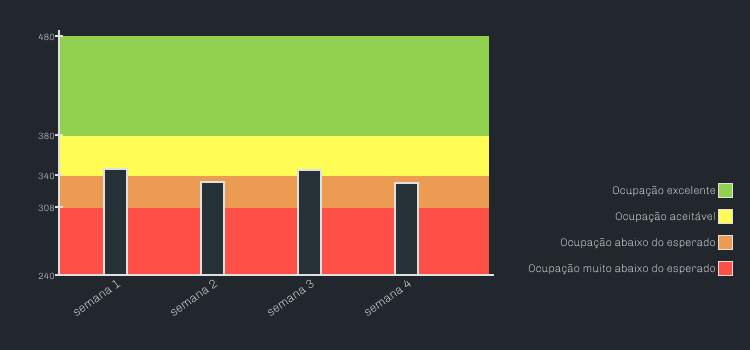 480
380
340
308
240
semana 1
semana 2
semana 3
semana 4
Ocupação excelente
Ocupação aceitável
Ocupação abaixo do esperado
Ocupação muito abaixo do esperado